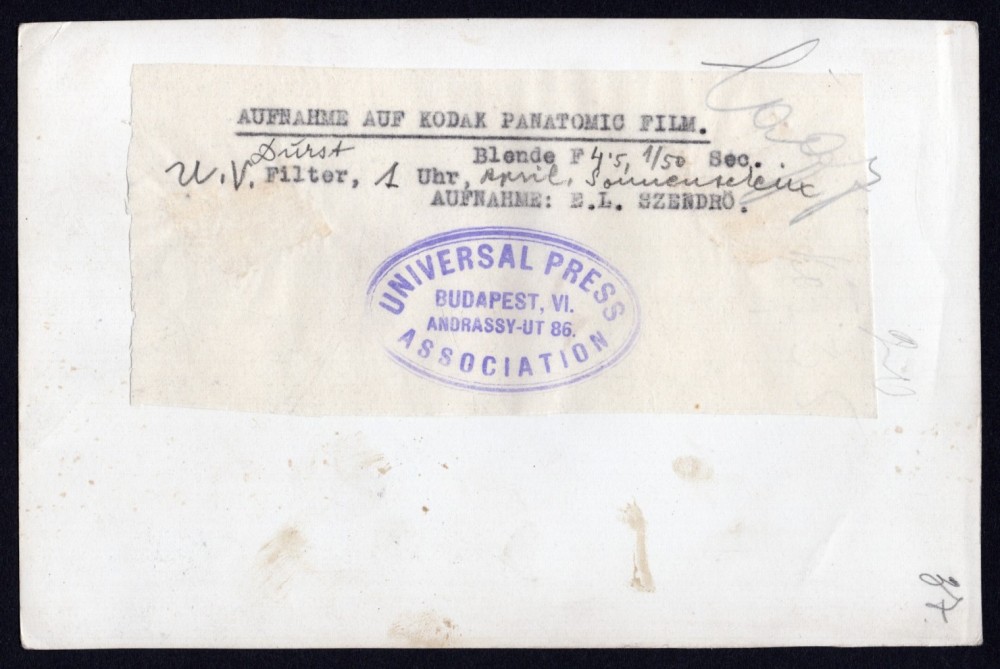 AUFNAHME AUF KODAK PANATOMIC FILM.
Durst Blende F 4·5, 1/50 Sec.
U.V. Filter, 1 Uhr, April, Sonnenschein
AUFNAHME: E.L. SZENDRÖ.
UNIVERSAL PRESS
BUDAPEST, VI.
ANDRASSY-UT 86.
ASSOCIATION